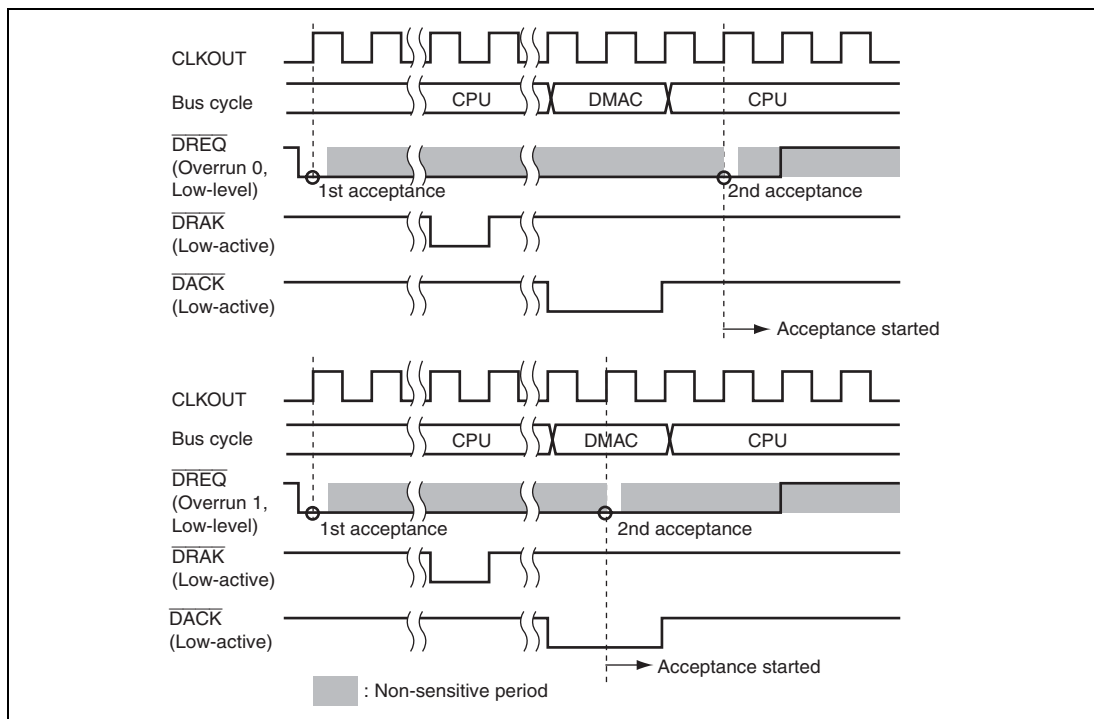 CLKOUT
Bus cycle
CPU
DMAC
CPU
DREQ
(Overrun 0,
Low-level)
1st acceptance
2nd acceptance
DRAK
(Low-active)
DACK
(Low-active)
Acceptance started
CLKOUT
Bus cycle
CPU
DMAC
CPU
DREQ
(Overrun 1,
Low-level)
1st acceptance
2nd acceptance
DRAK
(Low-active)
DACK
(Low-active)
Acceptance started
: Non-sensitive period